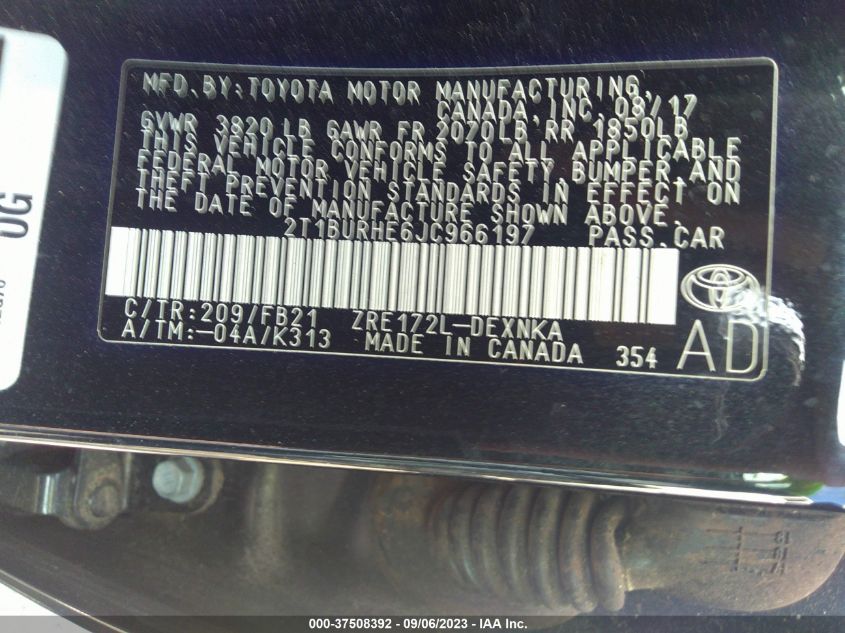 MFD. BY: TOYOTA MOTOR MANUFACTURING,
CANADA, INC. 08/17
GVWR 3820 LB GAWR FR 2070LB RR 1850LB
THIS VEHICLE CONFORMS TO ALL APPLICABLE
FEDERAL MOTOR VEHICLE SAFETY, BUMPER, AND
THEFT PREVENTION STANDARDS IN EFFECT ON
THE DATE OF MANUFACTURE SHOWN ABOVE.
2T1BURHE6JC966197 PASS.CAR
C/TR:209/FB21 ZRE172L-DEXNKA
A/TM:-04A/K313 MADE IN CANADA 354
AD
OG
000-37508392 - 09/06/2023 - IAA Inc.